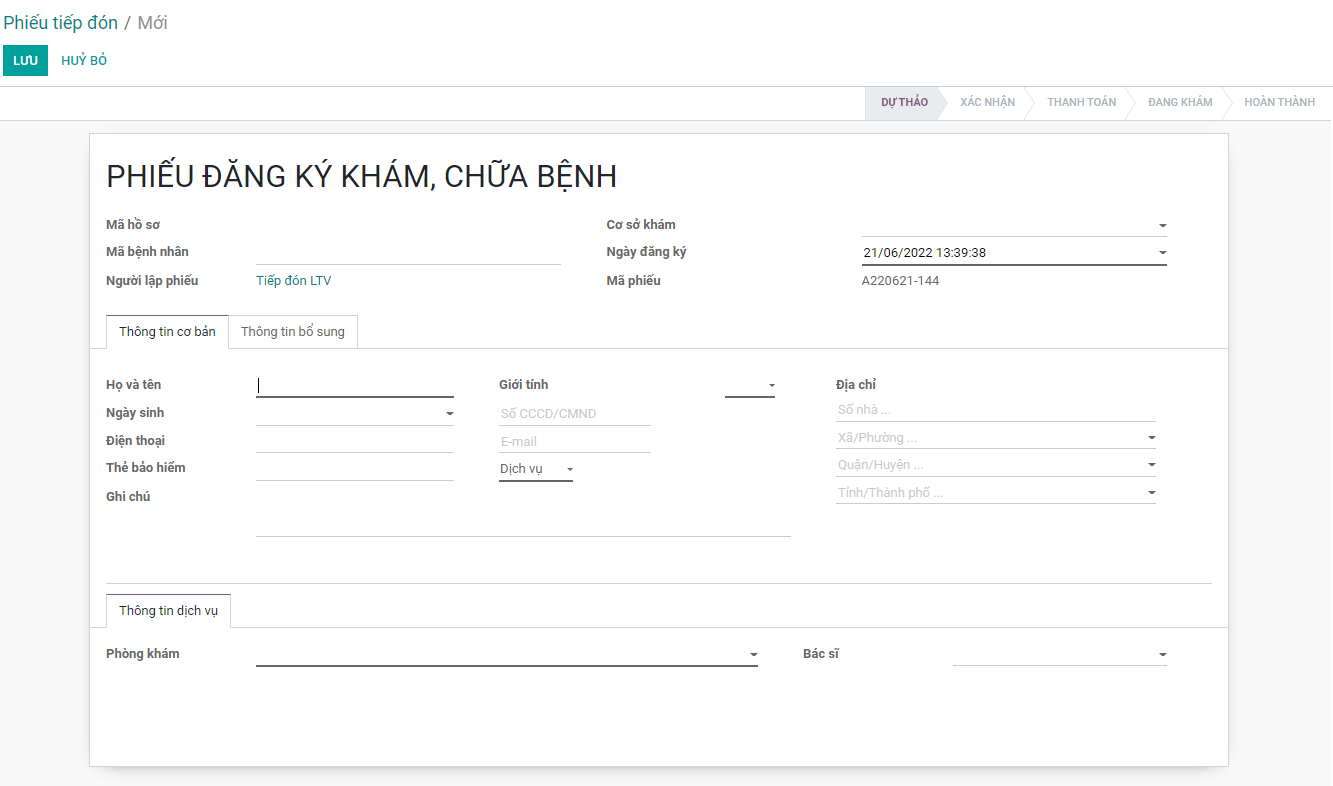 Phiếu tiếp đón / Mới
LƯU HUỶ BỎ
DỰ THẢO XÁC NHẬN THANH TOÁN ĐANG KHÁM HOÀN THÀNH
PHIẾU ĐĂNG KÝ KHÁM, CHỮA BỆNH
Mã hồ sơ Cơ sở khám
Mã bệnh nhân Ngày đăng ký 21/06/2022 13:39:38
Người lập phiếu Tiếp đón LTV Mã phiếu A220621-144
Thông tin cơ bản Thông tin bổ sung
Họ và tên Giới tính Địa chỉ
Số nhà ...
Ngày sinh Số CCCD/CMND
Xã/Phường ...
Điện thoại E-mail
Quận/Huyện ...
Thẻ bảo hiểm Dịch vụ
Tỉnh/Thành phố ...
Ghi chú
Thông tin dịch vụ
Phòng khám Bác sĩ